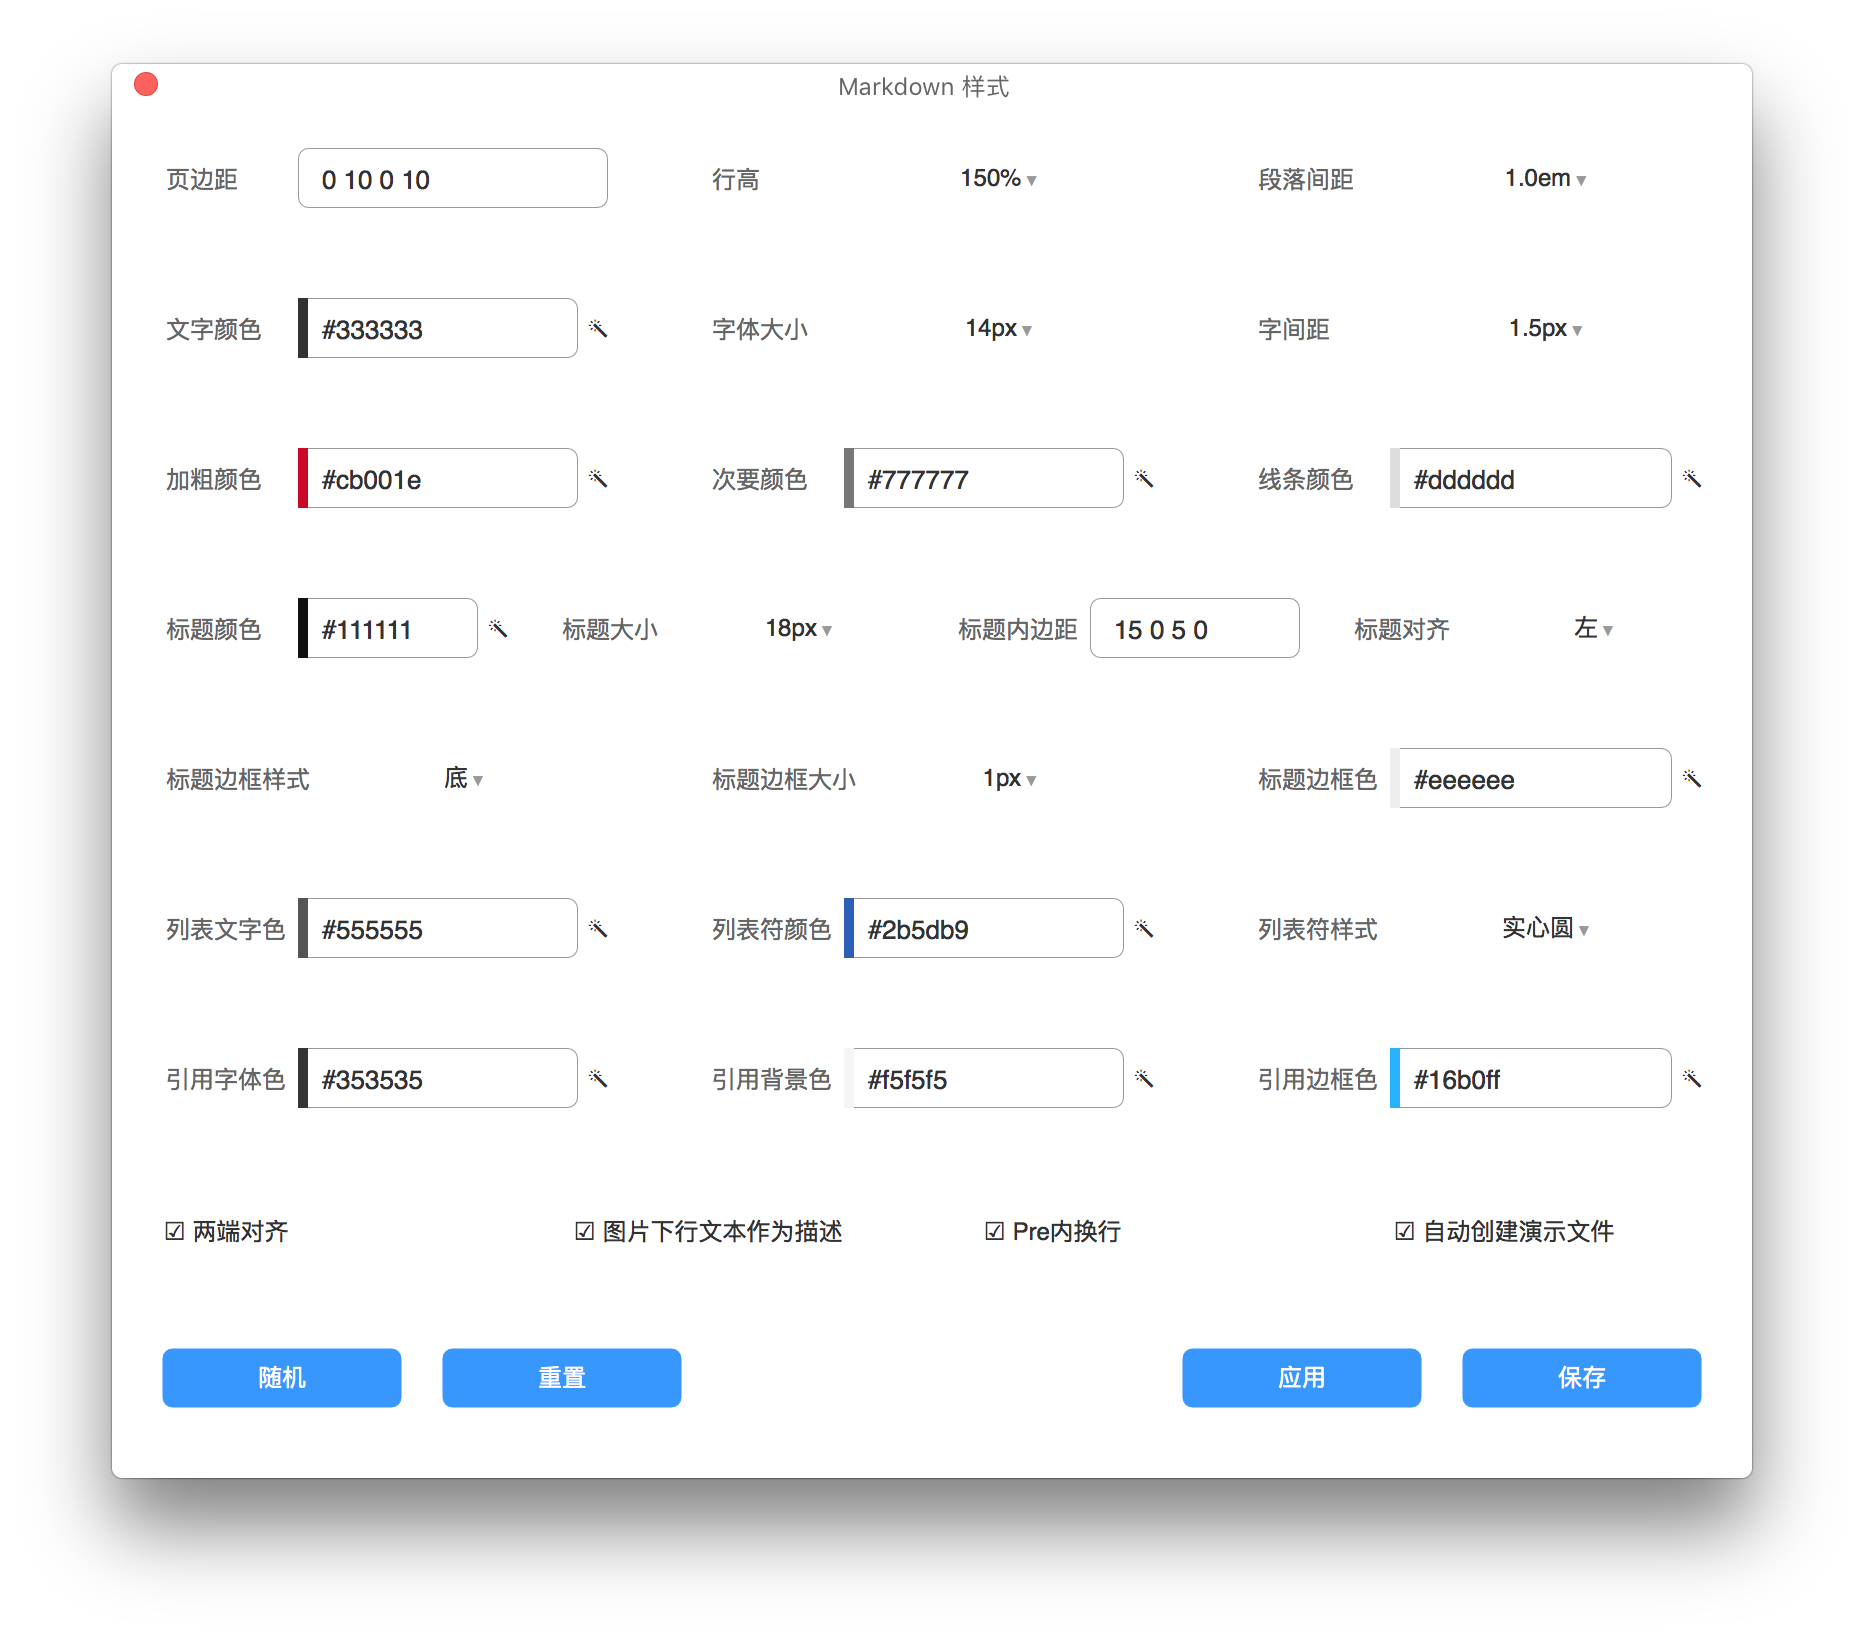 Markdown 样式
页边距 0 10 0 10 行高 150% 段落间距 1.0em
文字颜色 #333333 字体大小 14px 字间距 1.5px
加粗颜色 #cb001e 次要颜色 #777777 线条颜色 #dddddd
标题颜色 #111111 标题大小 18px 标题内边距 15 0 5 0 标题对齐 左
标题边框样式 底 标题边框大小 1px 标题边框色 #eeeeee
列表文字色 #555555 列表符颜色 #2b5db9 列表符样式 实心圆
引用字体色 #353535 引用背景色 #f5f5f5 引用边框色 #16b0ff
两端对齐 图片下行文本作为描述 Pre内换行 自动创建演示文件
随机 重置 应用 保存